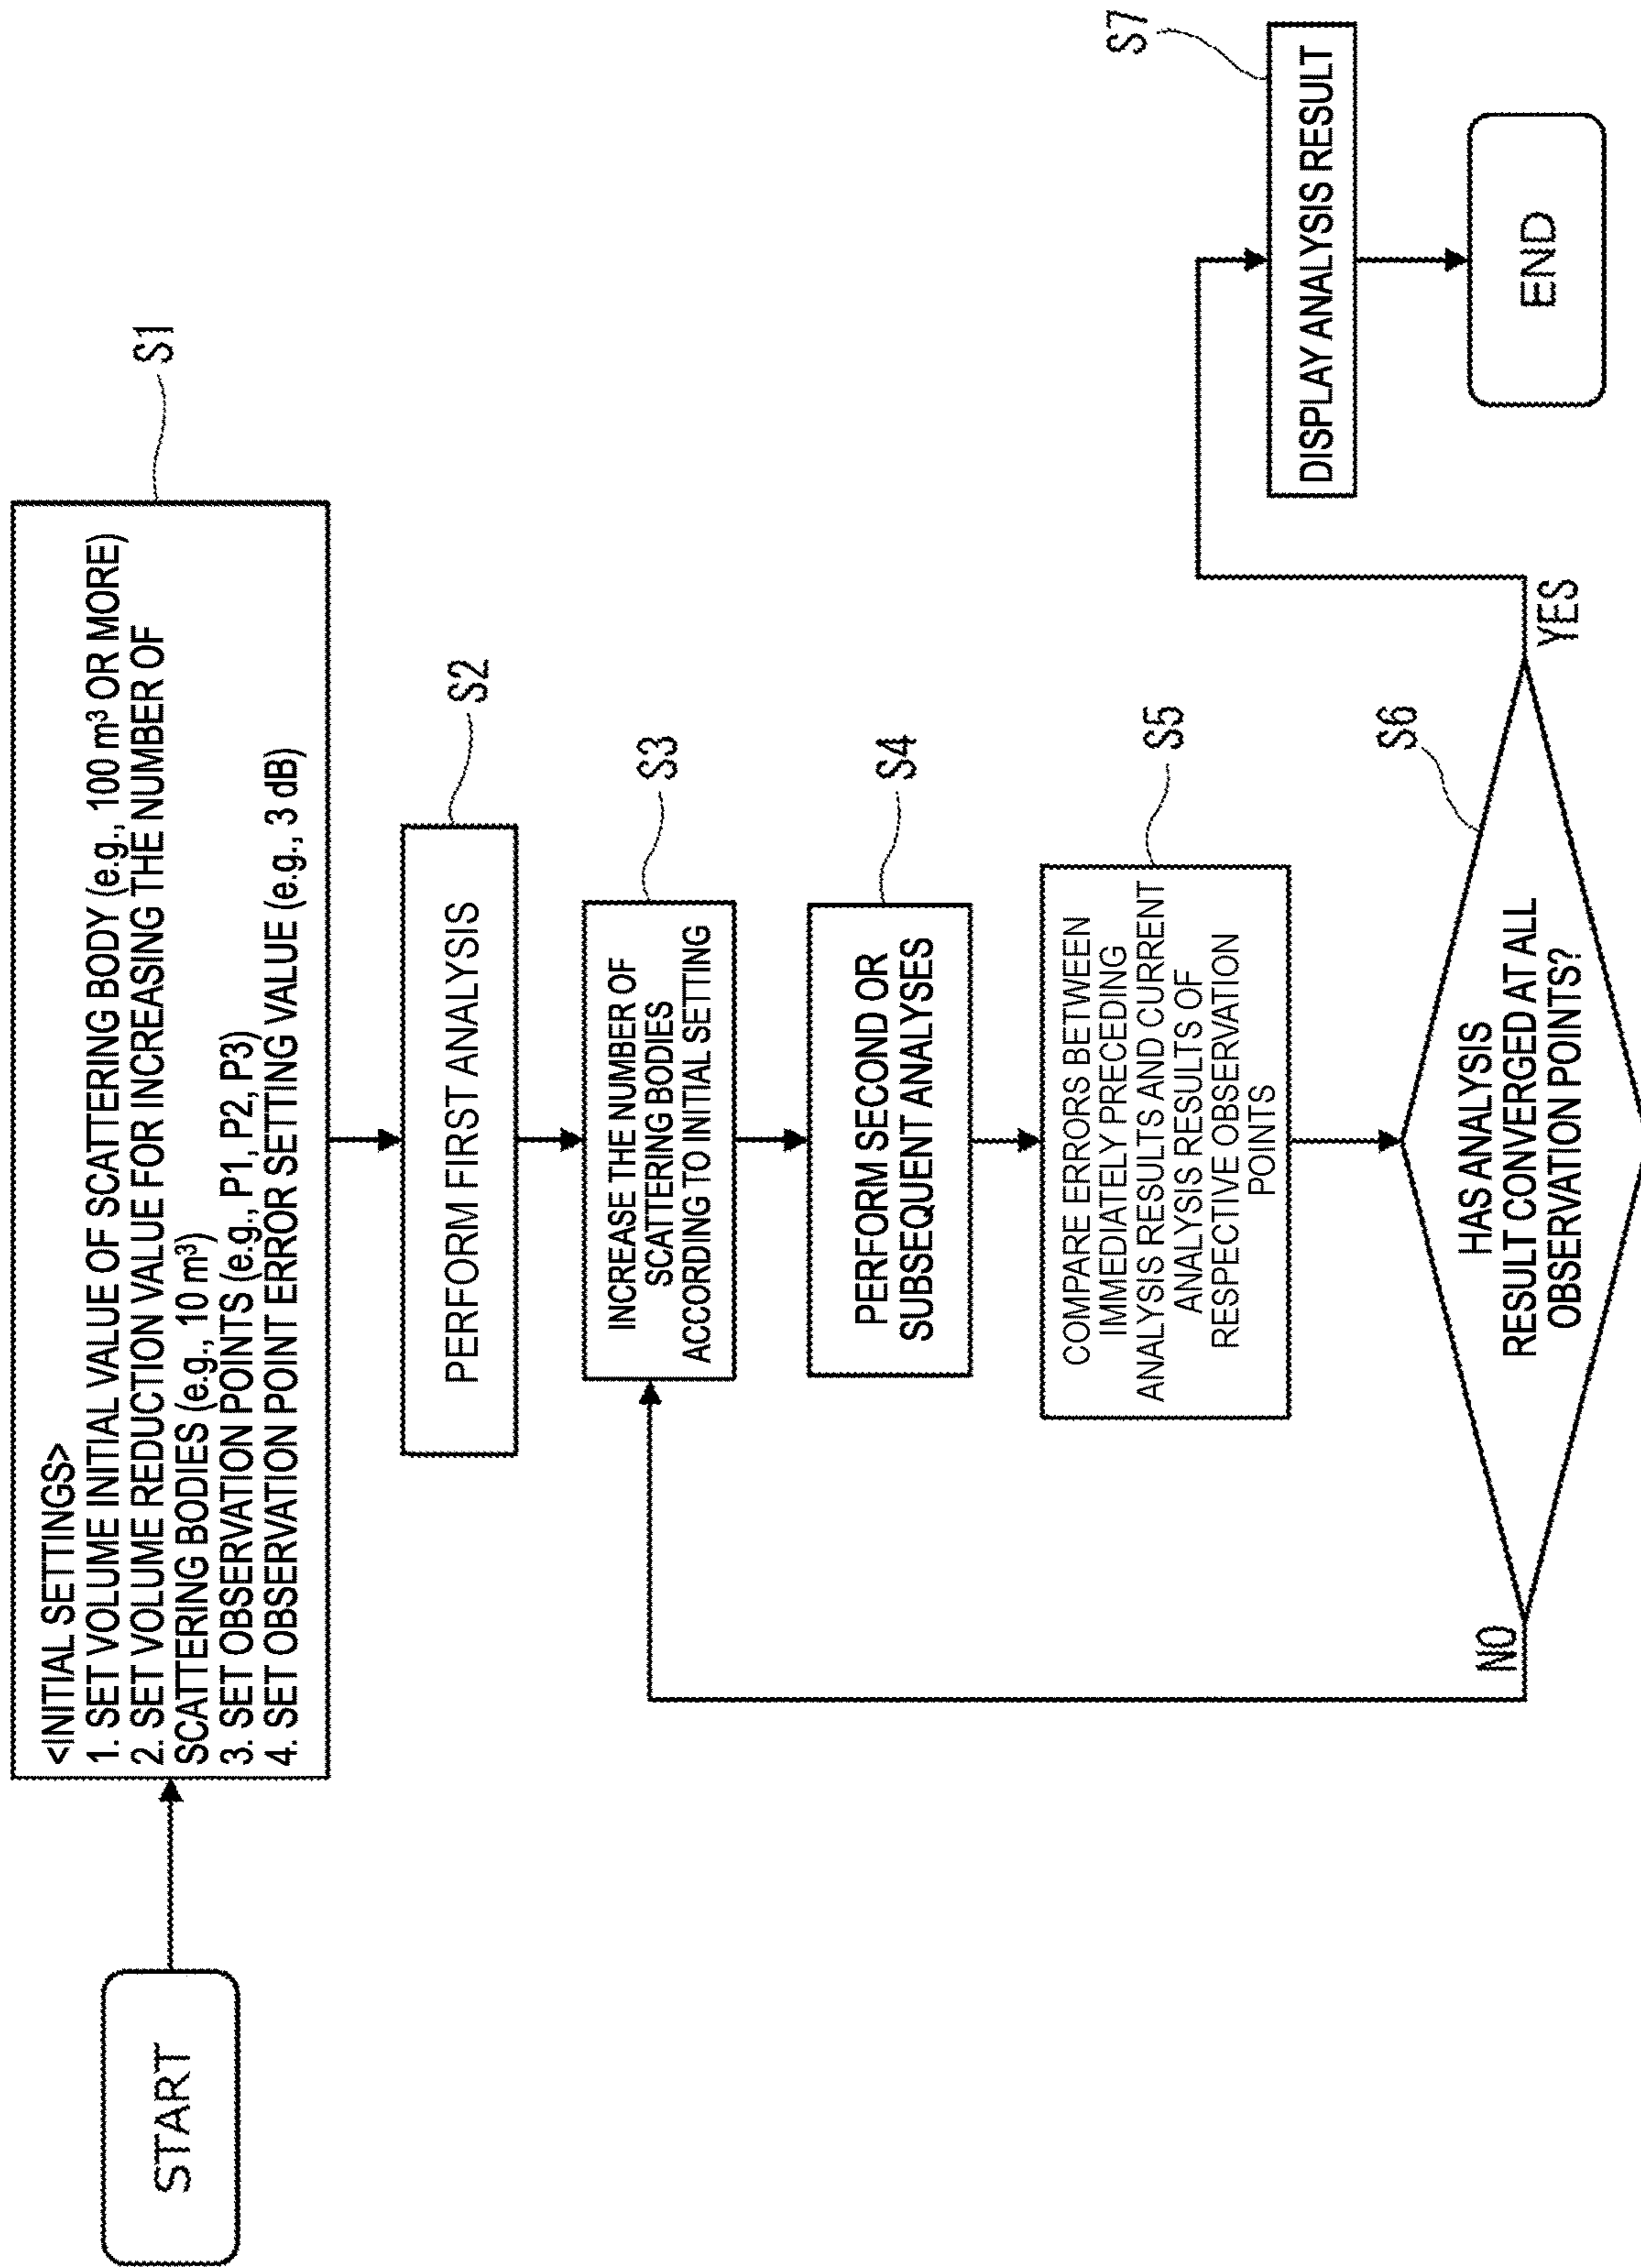 START
<INITIAL SETTINGS>
1. SET VOLUME INITIAL VALUE OF SCATTERING BODY (e.g., 100 m³ OR MORE)
2. SET VOLUME REDUCTION VALUE FOR INCREASING THE NUMBER OF
SCATTERING BODIES (e.g., 10 m³)
3. SET OBSERVATION POINTS (e.g., P1, P2, P3)
4. SET OBSERVATION POINT ERROR SETTING VALUE (e.g., 3 dB)
S1
PERFORM FIRST ANALYSIS
S2
INCREASE THE NUMBER OF
SCATTERING BODIES
ACCORDING TO INITIAL SETTING
S3
PERFORM SECOND OR
SUBSEQUENT ANALYSES
S4
COMPARE ERRORS BETWEEN
IMMEDIATELY PRECEDING
ANALYSIS RESULTS AND CURRENT
ANALYSIS RESULTS OF
RESPECTIVE OBSERVATION
POINTS
S5
HAS ANALYSIS
RESULT CONVERGED AT ALL
OBSERVATION POINTS?
S6
NO
YES
DISPLAY ANALYSIS RESULT
S7
END